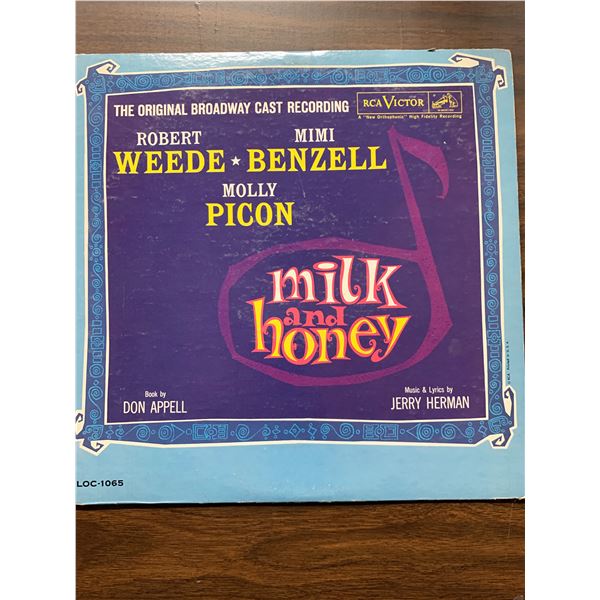 THE ORIGINAL BROADWAY CAST RECORDING
RCA VICTOR
A "New Orthophonic" High Fidelity Recording
ROBERT MIMI
WEEDE ★ BENZELL
MOLLY
PICON
milk
and
honey
Book by
DON APPELL
Music & Lyrics by
JERRY HERMAN
LOC-1065